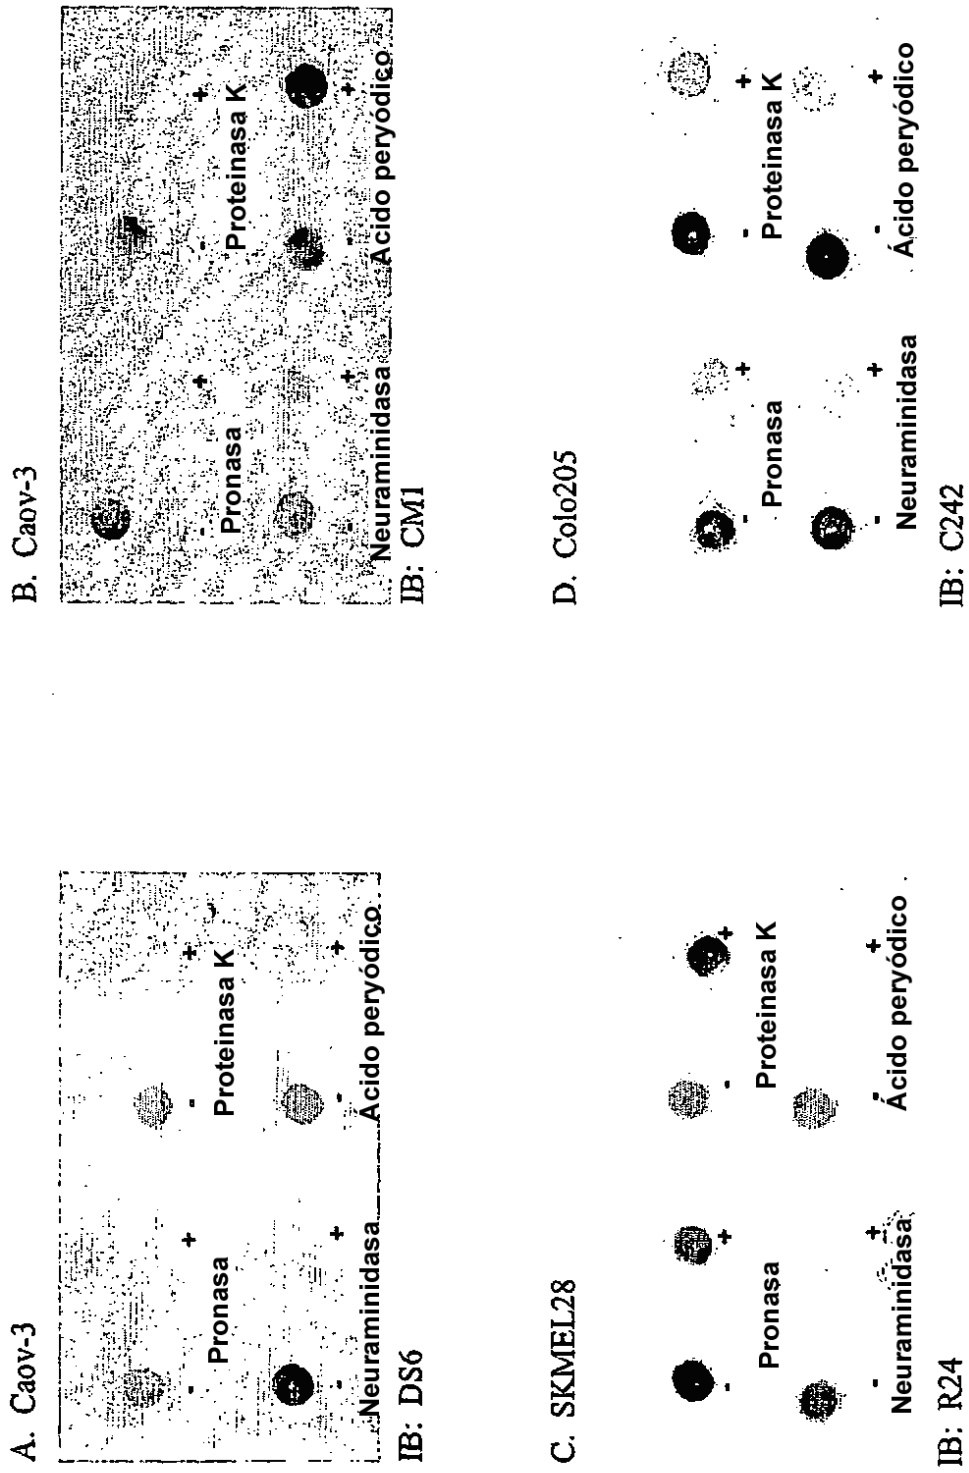 A. Caov-3
- + - +
Pronasa Proteinasa K
- + - +
Neuraminidasa Ácido peryódico
IB: DS6
B. Caov-3
- + - +
Pronasa Proteinasa K
- + - +
Neuraminidasa Ácido peryódico
IB: CM1
C. SKMEL28
- + - +
Pronasa Proteinasa K
- + - +
Neuraminidasa Ácido peryódico
IB: R24
D. Colo205
- + - +
Pronasa Proteinasa K
- + - +
Neuraminidasa Ácido peryódico
IB: C242